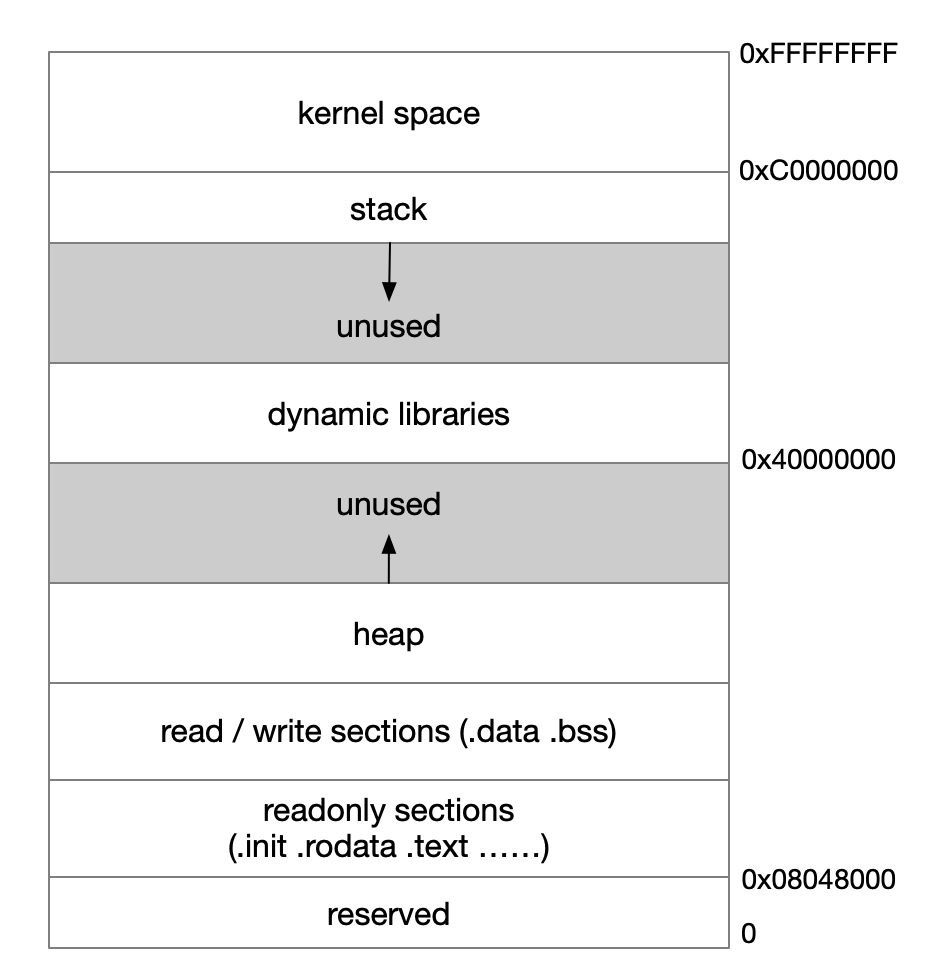 0xFFFFFFFF
kernel space
0xC0000000
stack
unused
dynamic libraries
0x40000000
unused
heap
read / write sections (.data .bss)
readonly sections
(.init .rodata .text ……)
0x08048000
reserved
0